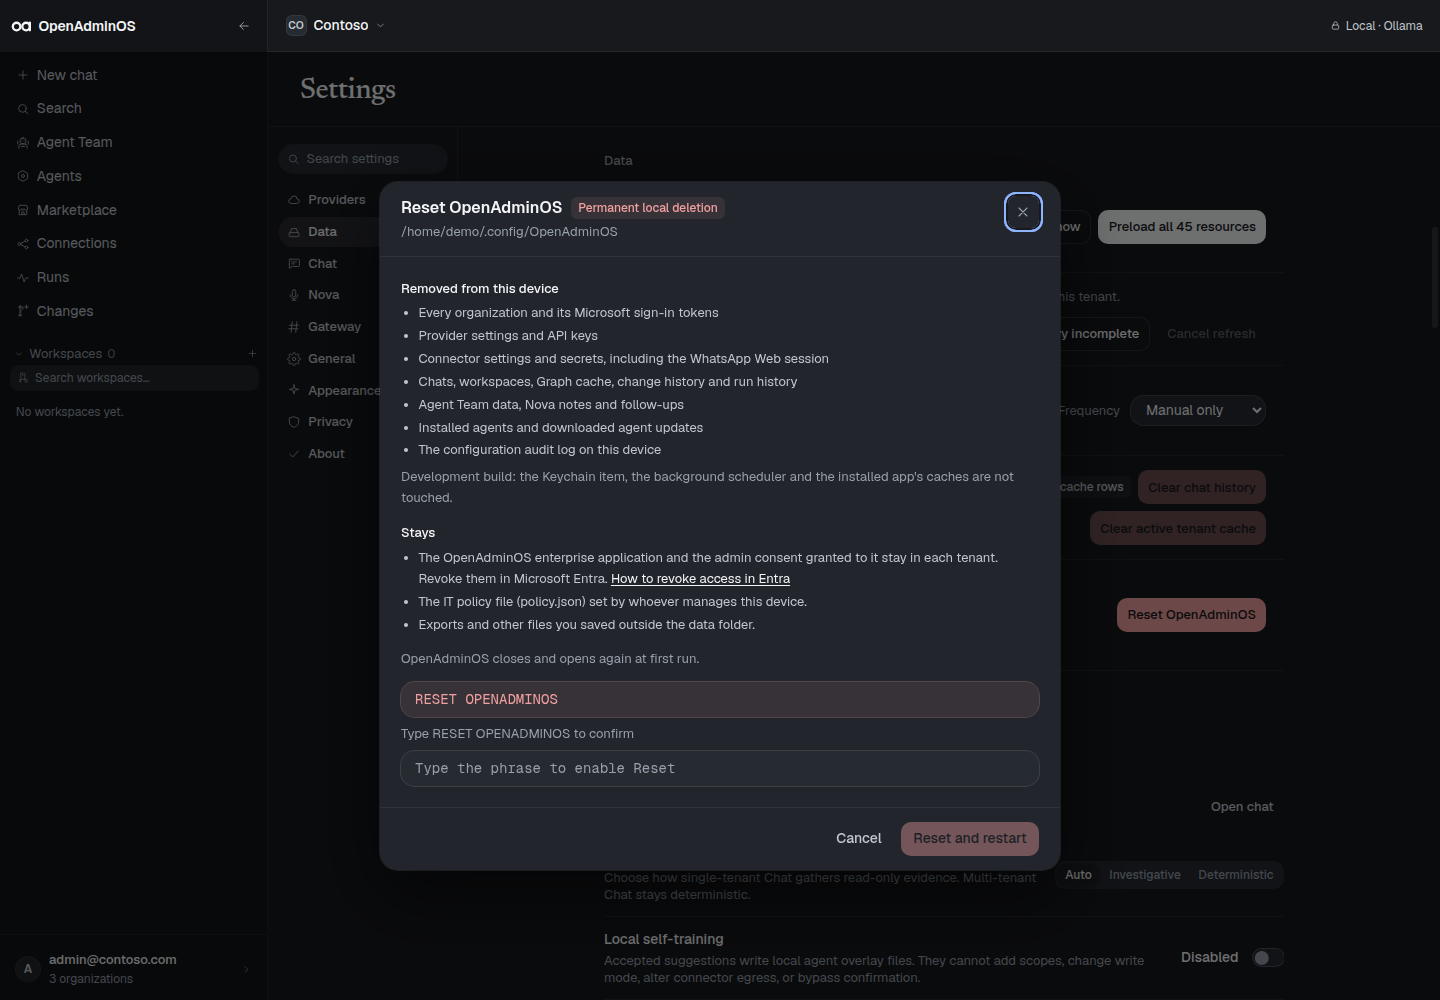 OpenAdminOS
CO Contoso
Local · Ollama
New chat
Search
Agent Team
Agents
Marketplace
Connections
Runs
Changes
Workspaces 0
Search workspaces...
No workspaces yet.
admin@contoso.com
3 organizations
A
Settings
Search settings
Providers
Data
Chat
Nova
Gateway
General
Appearance
Privacy
About
Data
Preload all 45 resources
this tenant.
incomplete
Cancel refresh
Frequency
Manual only
cache rows
Clear chat history
Clear active tenant cache
Reset OpenAdminOS
Open chat
Reset OpenAdminOS
Permanent local deletion
/home/demo/.config/OpenAdminOS
Removed from this device
• Every organization and its Microsoft sign-in tokens
• Provider settings and API keys
• Connector settings and secrets, including the WhatsApp Web session
• Chats, workspaces, Graph cache, change history and run history
• Agent Team data, Nova notes and follow-ups
• Installed agents and downloaded agent updates
• The configuration audit log on this device
Development build: the Keychain item, the background scheduler and the installed app's caches are not
touched.
Stays
• The OpenAdminOS enterprise application and the admin consent granted to it stay in each tenant.
Revoke them in Microsoft Entra. How to revoke access in Entra
• The IT policy file (policy.json) set by whoever manages this device.
• Exports and other files you saved outside the data folder.
OpenAdminOS closes and opens again at first run.
RESET OPENADMINOS
Type RESET OPENADMINOS to confirm
Type the phrase to enable Reset
Cancel
Reset and restart
Choose how single-tenant Chat gathers read-only evidence. Multi-tenant
Chat stays deterministic.
Auto
Investigative
Deterministic
Local self-training
Accepted suggestions write local agent overlay files. They cannot add scopes, change write
mode, alter connector egress, or bypass confirmation.
Disabled